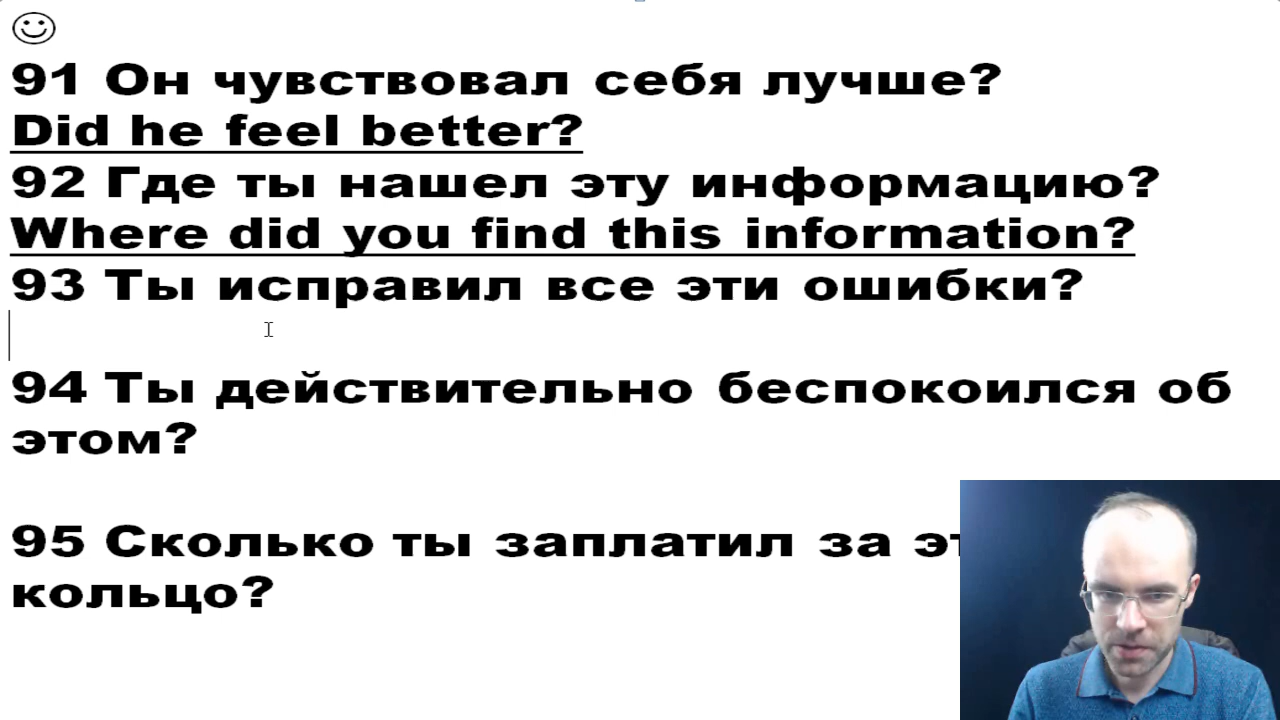 91 Он чувствовал себя лучше?
Did he feel better?
92 Где ты нашел эту информацию?
Where did you find this information?
93 Ты исправил все эти ошибки?
94 Ты действительно беспокоился об
этом?
95 Сколько ты заплатил за
кольцо?